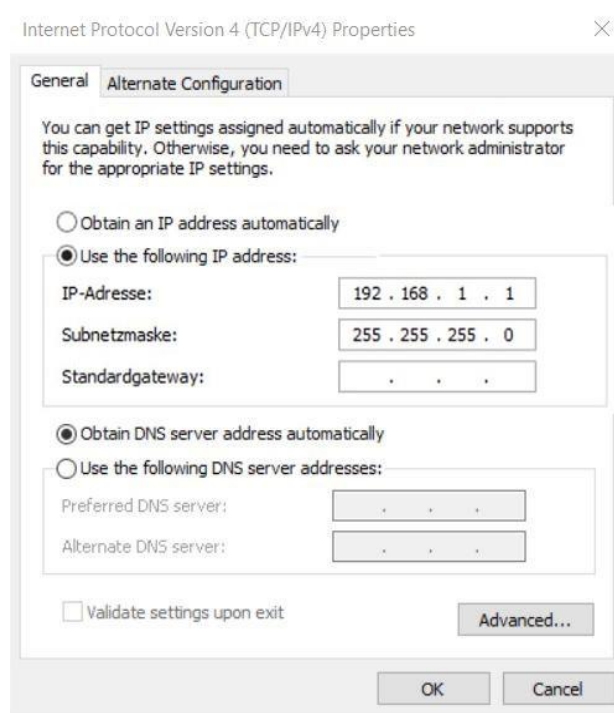 Internet Protocol Version 4 (TCP/IPv4) Properties
General
Alternate Configuration
You can get IP settings assigned automatically if your network supports
this capability. Otherwise, you need to ask your network administrator
for the appropriate IP settings.
Obtain an IP address automatically
Use the following IP address:
IP-Adresse: 192 . 168 . 1 . 1
Subnetzmaske: 255 . 255 . 255 . 0
Standardgateway: . . .
Obtain DNS server address automatically
Use the following DNS server addresses:
Preferred DNS server: . . .
Alternate DNS server: . . .
Validate settings upon exit
Advanced...
OK
Cancel